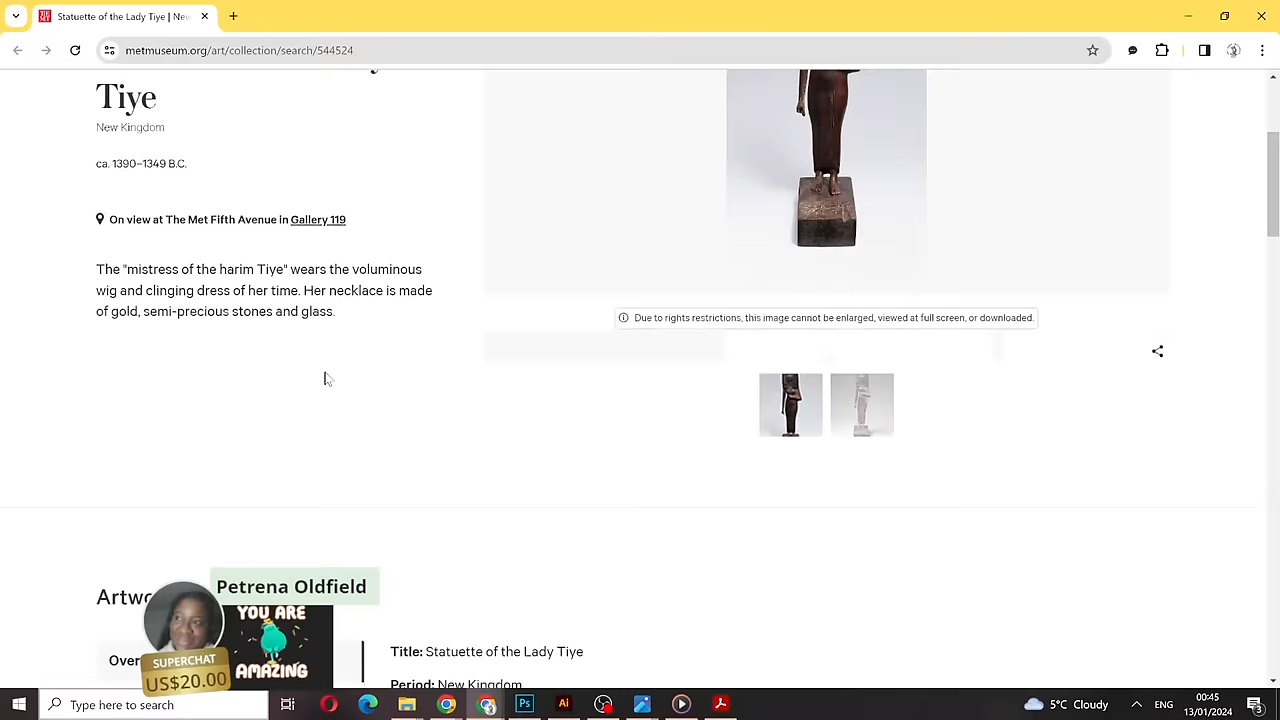 Statuette of the Lady Tiye | New
metmuseum.org/art/collection/search/544524
Tiye
New Kingdom
ca. 1390–1349 B.C.
On view at The Met Fifth Avenue in Gallery 119
The "mistress of the harim Tiye" wears the voluminous
wig and clinging dress of her time. Her necklace is made
of gold, semi-precious stones and glass.
Due to rights restrictions, this image cannot be enlarged, viewed at full screen, or downloaded.
Artwo
Petrena Oldfield
YOU ARE
AMAZING
SUPERCHAT
US$20.00
Over
Title: Statuette of the Lady Tiye
Period: New Kingdom
Type here to search
Ps
Ai
5°C Cloudy
ENG
00:45
13/01/2024
3